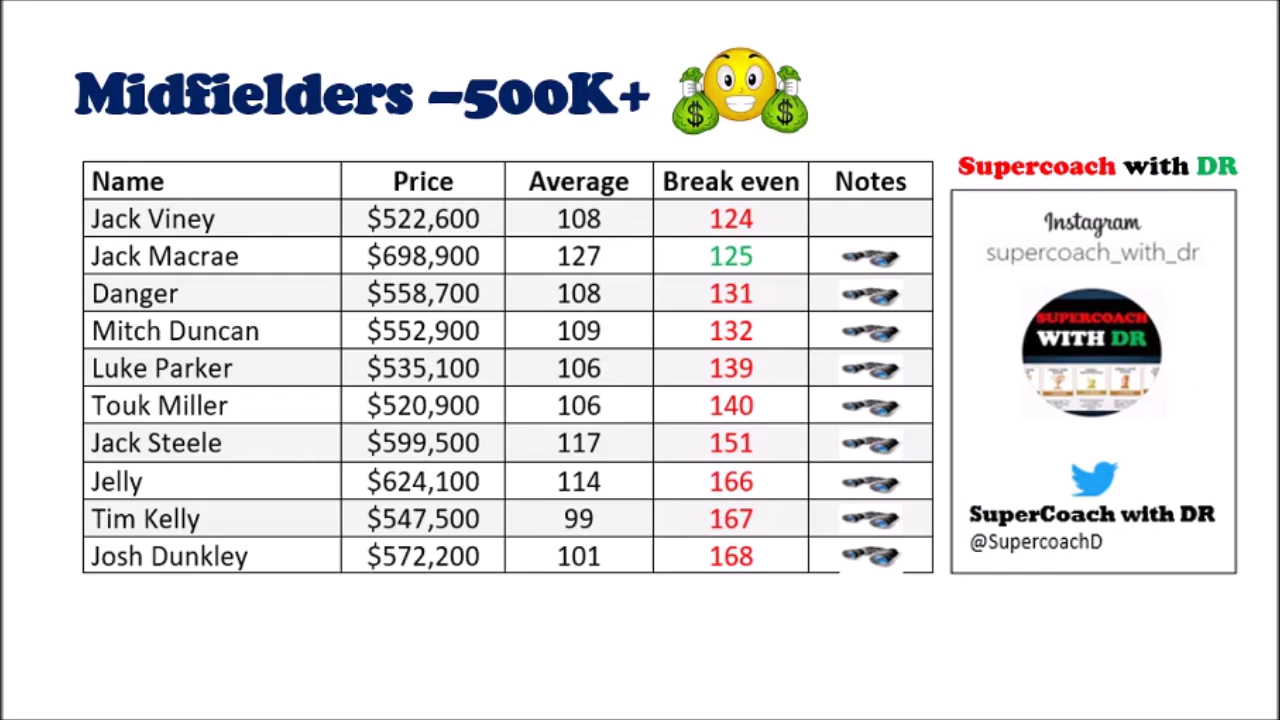 Midfielders –500K+
Name Price Average Break even Notes
Jack Viney $522,600 108 124
Jack Macrae $698,900 127 125
Danger $558,700 108 131
Mitch Duncan $552,900 109 132
Luke Parker $535,100 106 139
Touk Miller $520,900 106 140
Jack Steele $599,500 117 151
Jelly $624,100 114 166
Tim Kelly $547,500 99 167
Josh Dunkley $572,200 101 168
Supercoach with DR
Instagram
supercoach_with_dr
SUPERCOACH
WITH DR
SuperCoach with DR
@SupercoachD